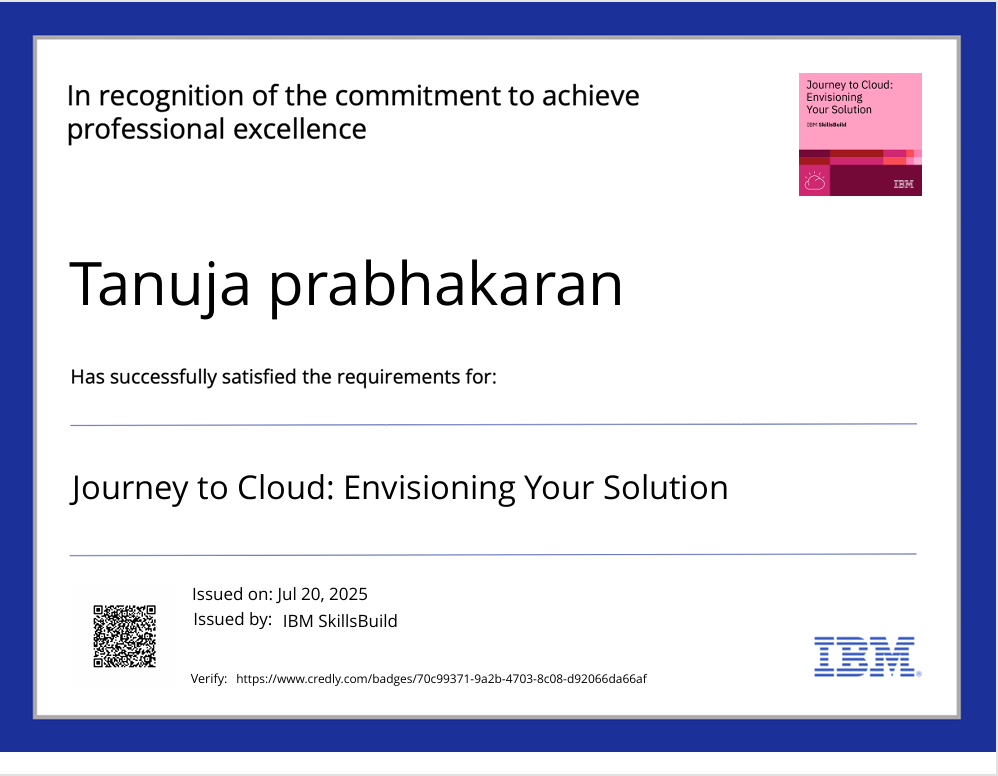 In recognition of the commitment to achieve
professional excellence
Journey to Cloud:
Envisioning
Your Solution
IBM SkillsBuild
IBM
Tanuja prabhakaran
Has successfully satisfied the requirements for:
Journey to Cloud: Envisioning Your Solution
Issued on: Jul 20, 2025
Issued by: IBM SkillsBuild
Verify: https://www.credly.com/badges/70c99371-9a2b-4703-8c08-d92066da66af
IBM®